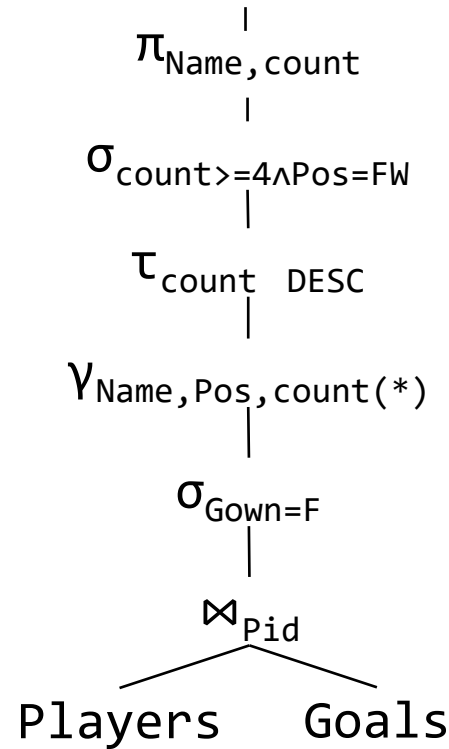 πName,count
σcount>=4∧Pos=FW
τcount DESC
γName,Pos,count(*)
σGown=F
⋈Pid
Players Goals